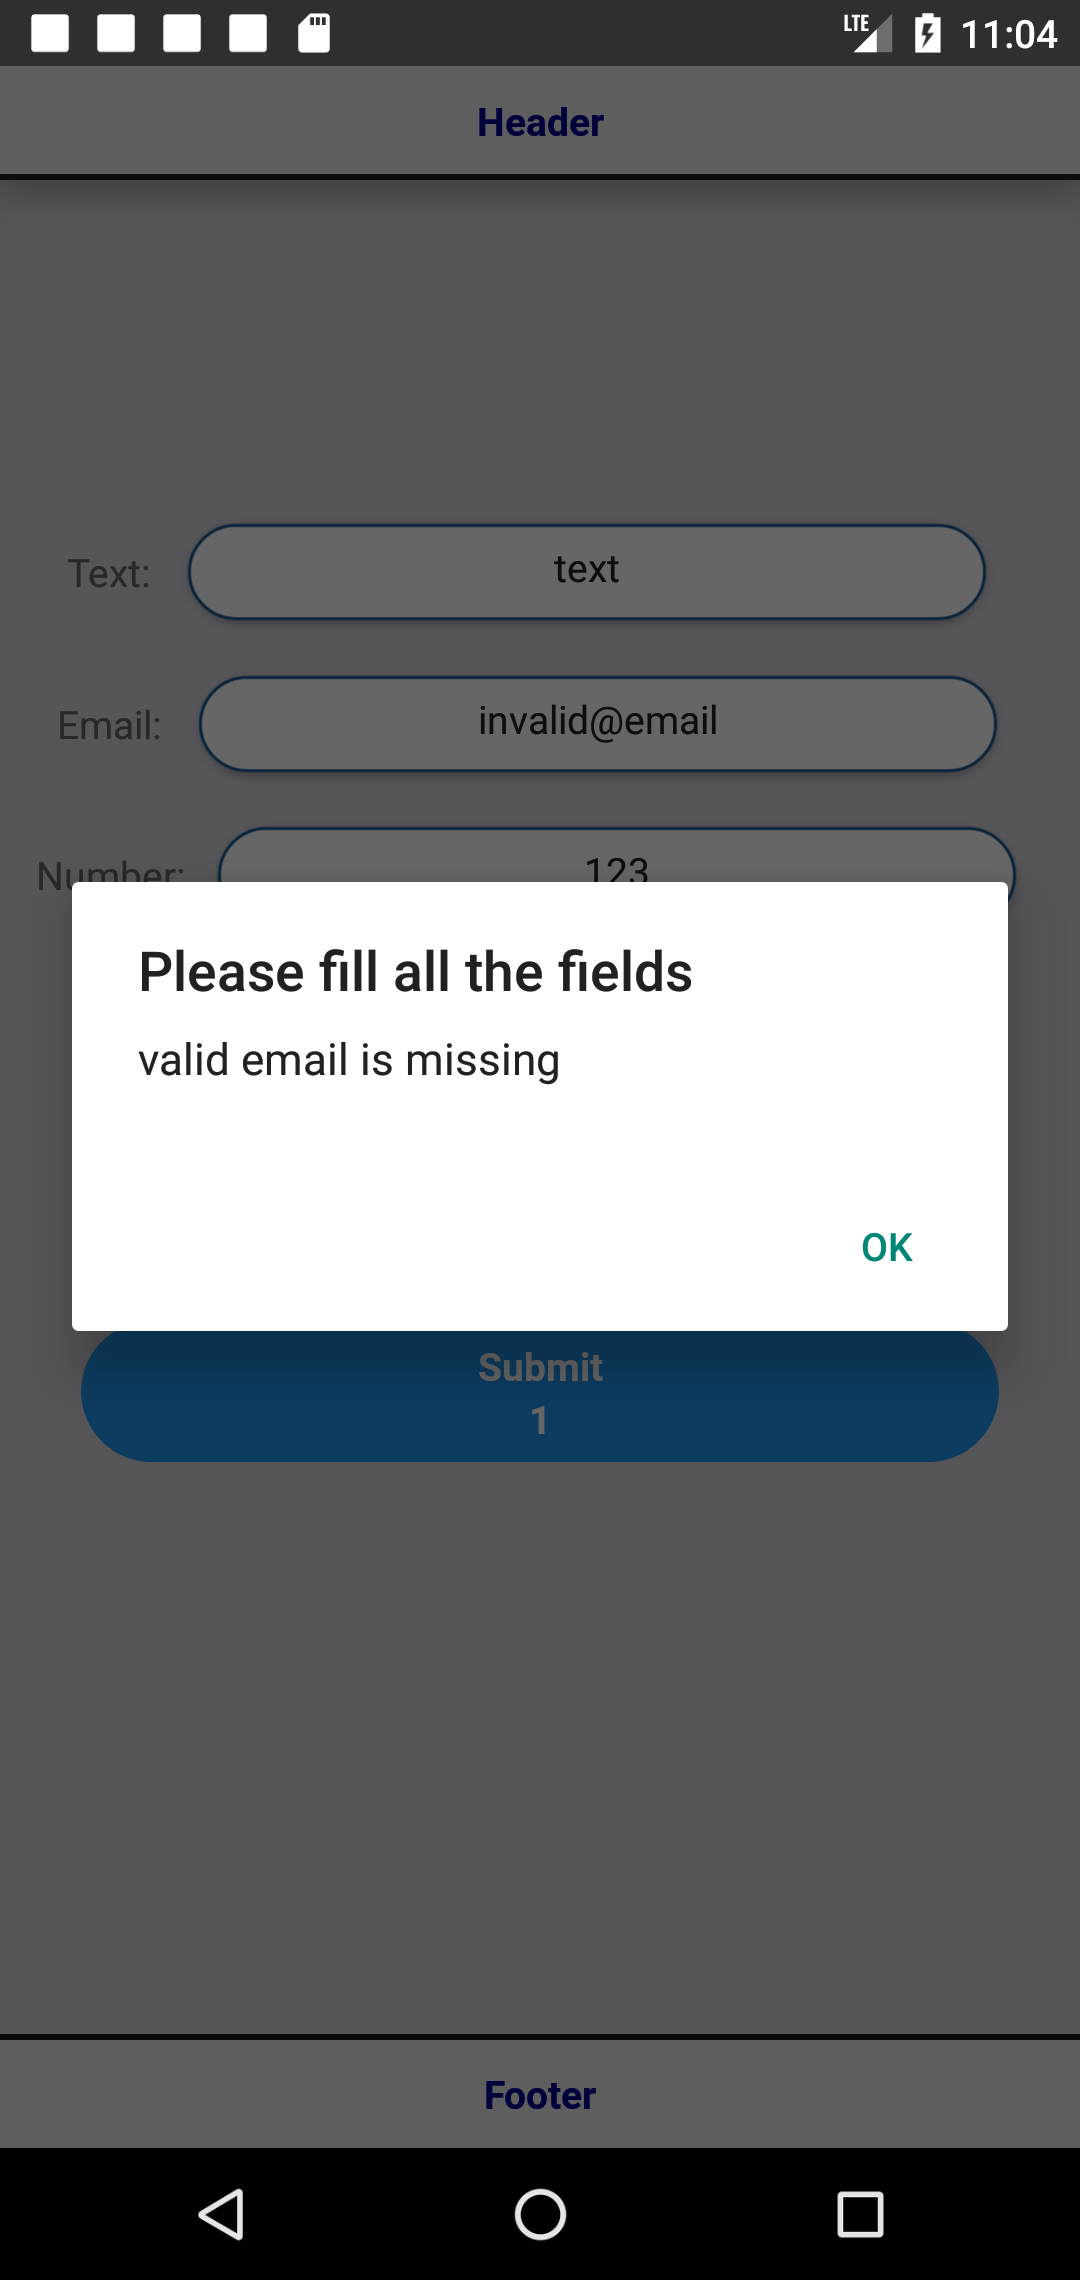 LTE 11:04
Header
Text: text
Email: invalid@email
Number: 123
Please fill all the fields
valid email is missing
OK
Submit
1
Footer